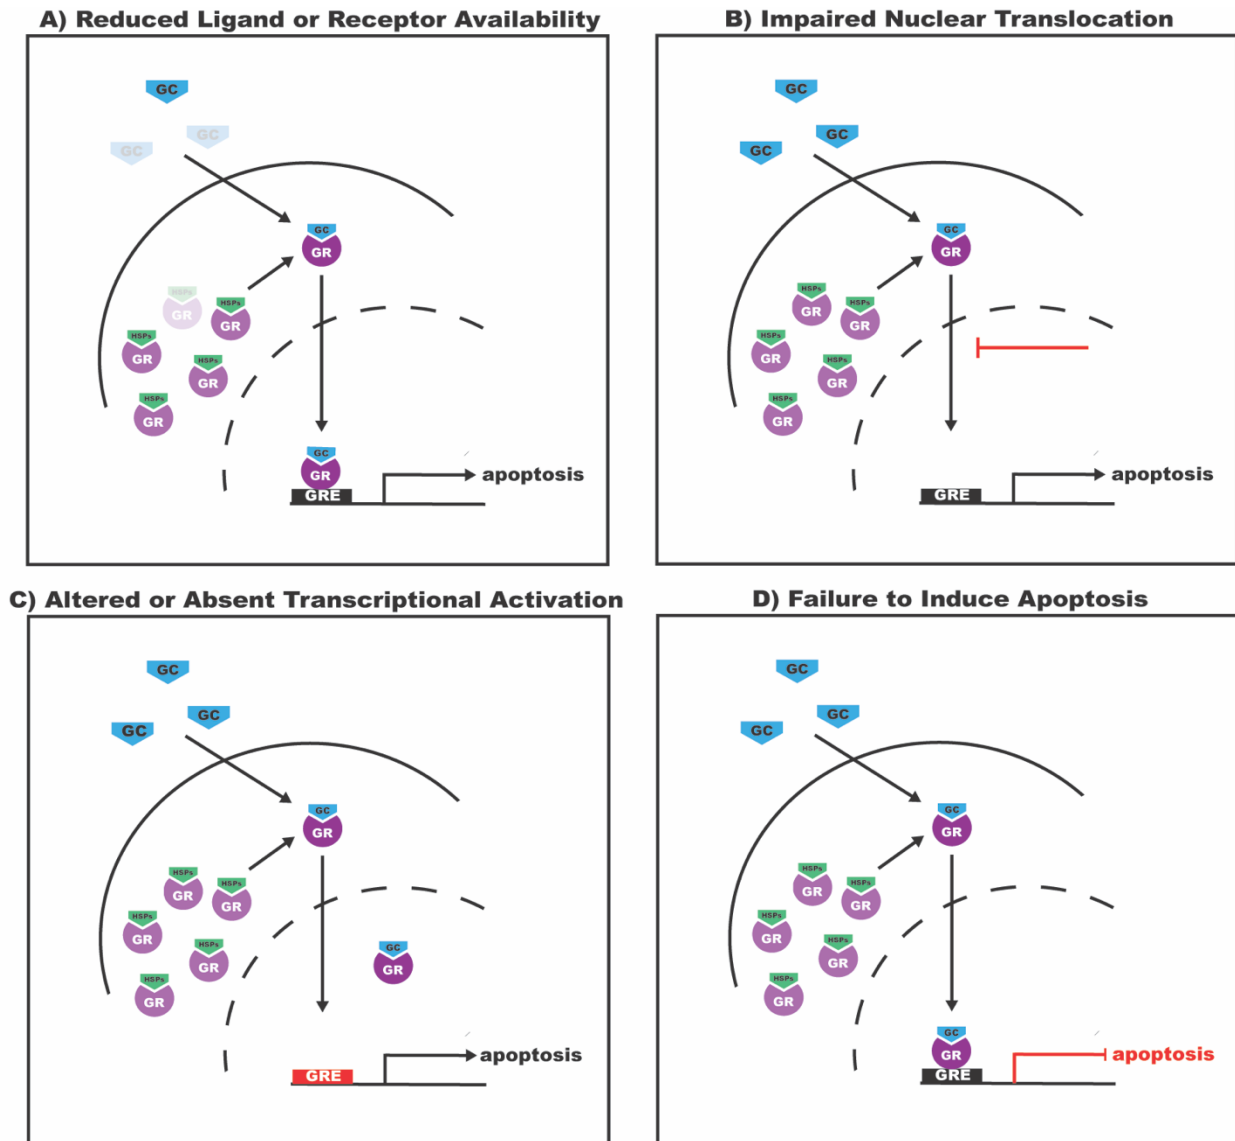 A) Reduced Ligand or Receptor Availability
GC
GC
GC
GC
GR
HSPs
GR
HSPs
GR
HSPs
GR
HSPs
GR
HSPs
GR
GC
GR
GRE
apoptosis
B) Impaired Nuclear Translocation
GC
GC
GC
GC
GR
HSPs
GR
HSPs
GR
HSPs
GR
HSPs
GR
HSPs
GR
GRE
apoptosis
C) Altered or Absent Transcriptional Activation
GC
GC
GC
GC
GR
HSPs
GR
HSPs
GR
HSPs
GR
HSPs
GR
HSPs
GR
GC
GR
GRE
apoptosis
D) Failure to Induce Apoptosis
GC
GC
GC
GC
GR
HSPs
GR
HSPs
GR
HSPs
GR
HSPs
GR
HSPs
GR
GC
GR
GRE
apoptosis